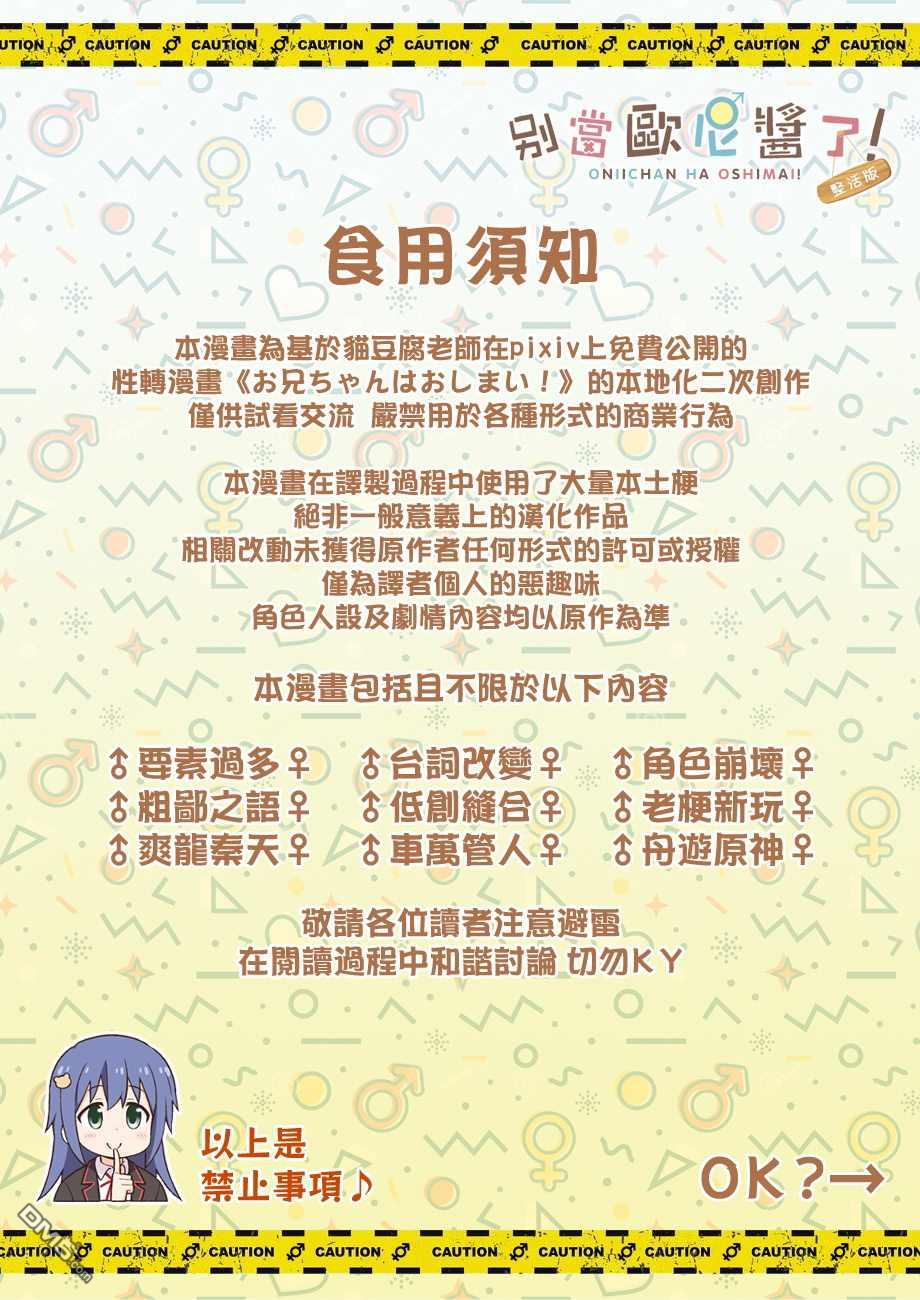 CAUTION CAUTION CAUTION CAUTION CAUTION CAUTION CAUTION CAUTION CAUTION
别當歐尼醬了!
ONIICHAN HA OSHIMAI!
整活版
食用須知
本漫畫為基於貓豆腐老師在pixiv上免費公開的
性轉漫畫《お兄ちゃんはおしまい！》的本地化二次創作
僅供試看交流 嚴禁用於各種形式的商業行為
本漫畫在譯製過程中使用了大量本土梗
絕非一般意義上的漢化作品
相關改動未獲得原作者任何形式的許可或授權
僅為譯者個人的惡趣味
角色人設及劇情內容均以原作為準
本漫畫包括且不限於以下內容
♂要素過多♀ ♂台詞改變♀ ♂角色崩壞♀
♂粗鄙之語♀ ♂低創縫合♀ ♂老梗新玩♀
♂爽龍秦天♀ ♂車萬管人♀ ♂舟遊原神♀
敬請各位讀者注意避雷
在閱讀過程中和諧討論 切勿KY
以上是
禁止事項♪
OK?→
CAUTION CAUTION CAUTION CAUTION CAUTION CAUTION CAUTION CAUTION